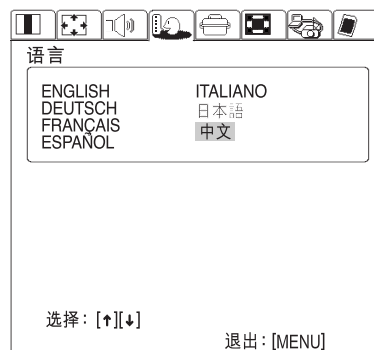 语言
ENGLISH
DEUTSCH
FRANÇAIS
ESPAÑOL
ITALIANO
日本語
中文
选择：[↑][↓]
退出：[MENU]